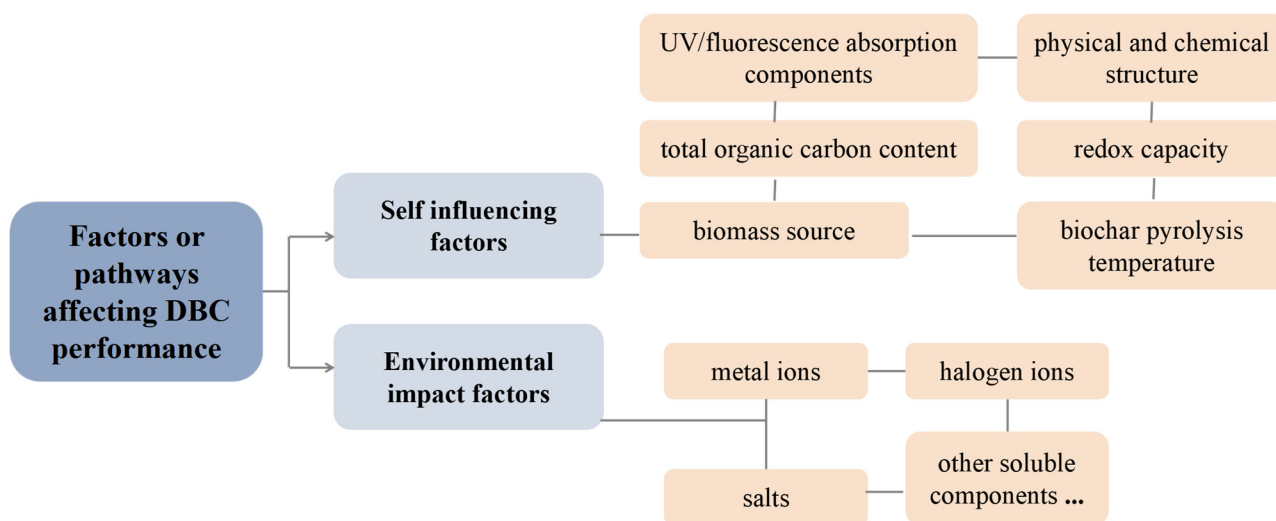 Factors or
pathways
affecting DBC
performance
Self influencing
factors
Environmental
impact factors
UV/fluorescence absorption
components
physical and chemical
structure
total organic carbon content
redox capacity
biomass source
biochar pyrolysis
temperature
metal ions
halogen ions
salts
other soluble
components ...